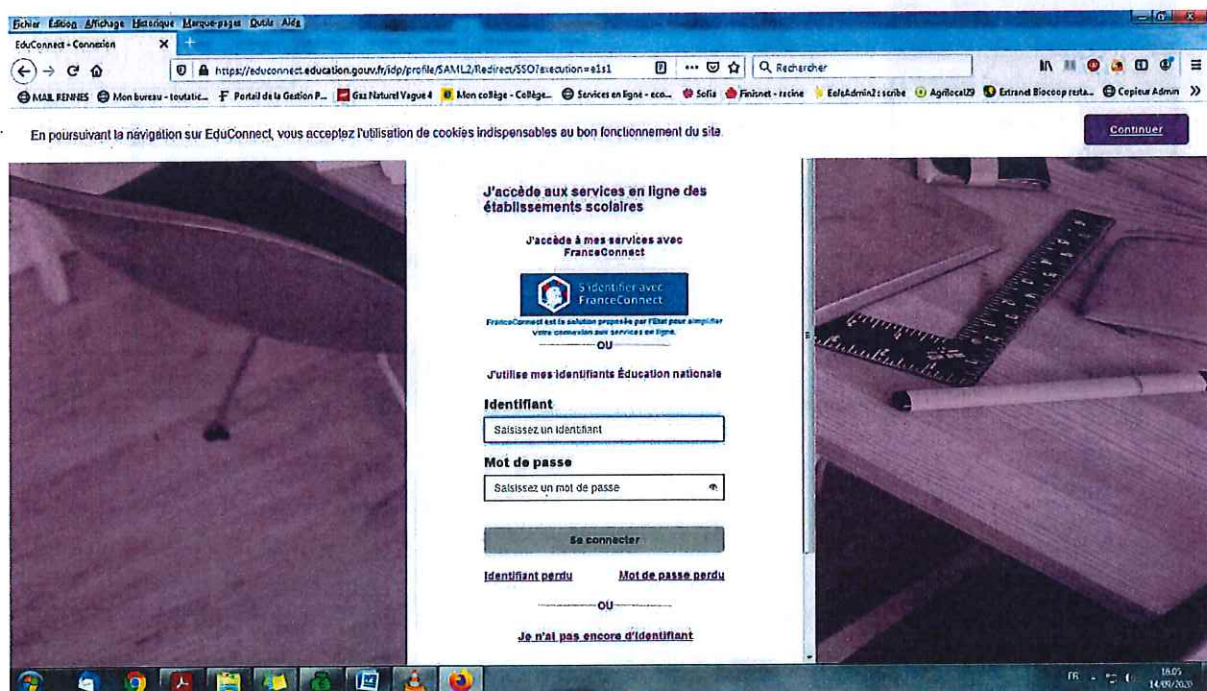 Fichier Édition Affichage Historique Marque-pages Outils Aide
EduConnect - Connexion
https://educonnect.education.gouv.fr/idp/profile/SAML2/Redirect/SSO?execution=e1s1
Rechercher
MAIL RENNES Mon bureau - toutatic... Portail de la Gestion P... Gaz Naturel Vague 4 Mon collège - Collège... Services en ligne - eco... Sofia Finisnet - racine EoleAdmin2 : scribe Agrilocal29 Extranet Biocoop resta... Copieur Admin
En poursuivant la navigation sur EduConnect, vous acceptez l'utilisation de cookies indispensables au bon fonctionnement du site.
Continuer
J'accède aux services en ligne des
établissements scolaires
J'accède à mes services avec
FranceConnect
S'identifier avec
FranceConnect
FranceConnect est la solution proposée par l'État pour simplifier
votre connexion aux services en ligne.
OU
J'utilise mes identifiants Éducation nationale
Identifiant
Saisissez un identifiant
Mot de passe
Saisissez un mot de passe
Se connecter
Identifiant perdu Mot de passe perdu
OU
Je n'ai pas encore d'identifiant
FR
16:05
14/09/2020